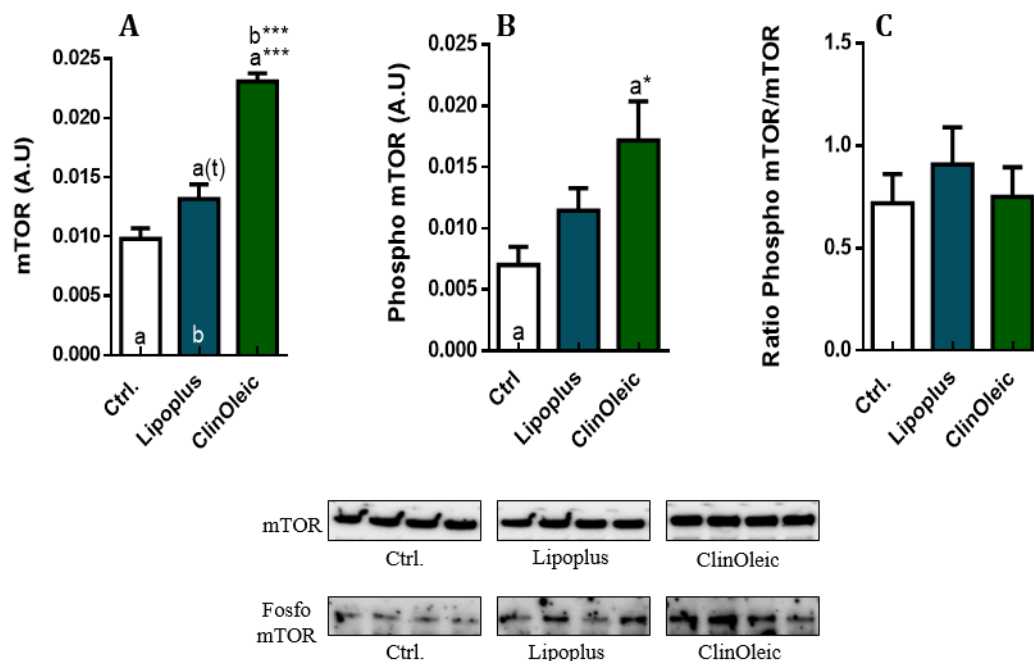 A
mTOR (A.U)
0.025
0.020
0.015
0.010
0.005
0.000
b***
a***
a(t)
a
b
Ctrl.
Lipoplus
ClinOleic
B
Phospho mTOR (A.U)
0.025
0.020
0.015
0.010
0.005
0.000
a*
a
Ctrl
Lipoplus
ClinOleic
C
Ratio Phospho mTOR/mTOR
1.5
1.0
0.5
0.0
Ctrl.
Lipoplus
ClinOleic
mTOR
Ctrl.
Lipoplus
ClinOleic
Fosfo
mTOR
Ctrl.
Lipoplus
ClinOleic